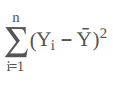 n
∑(Yᵢ − Ȳ)²
i=1